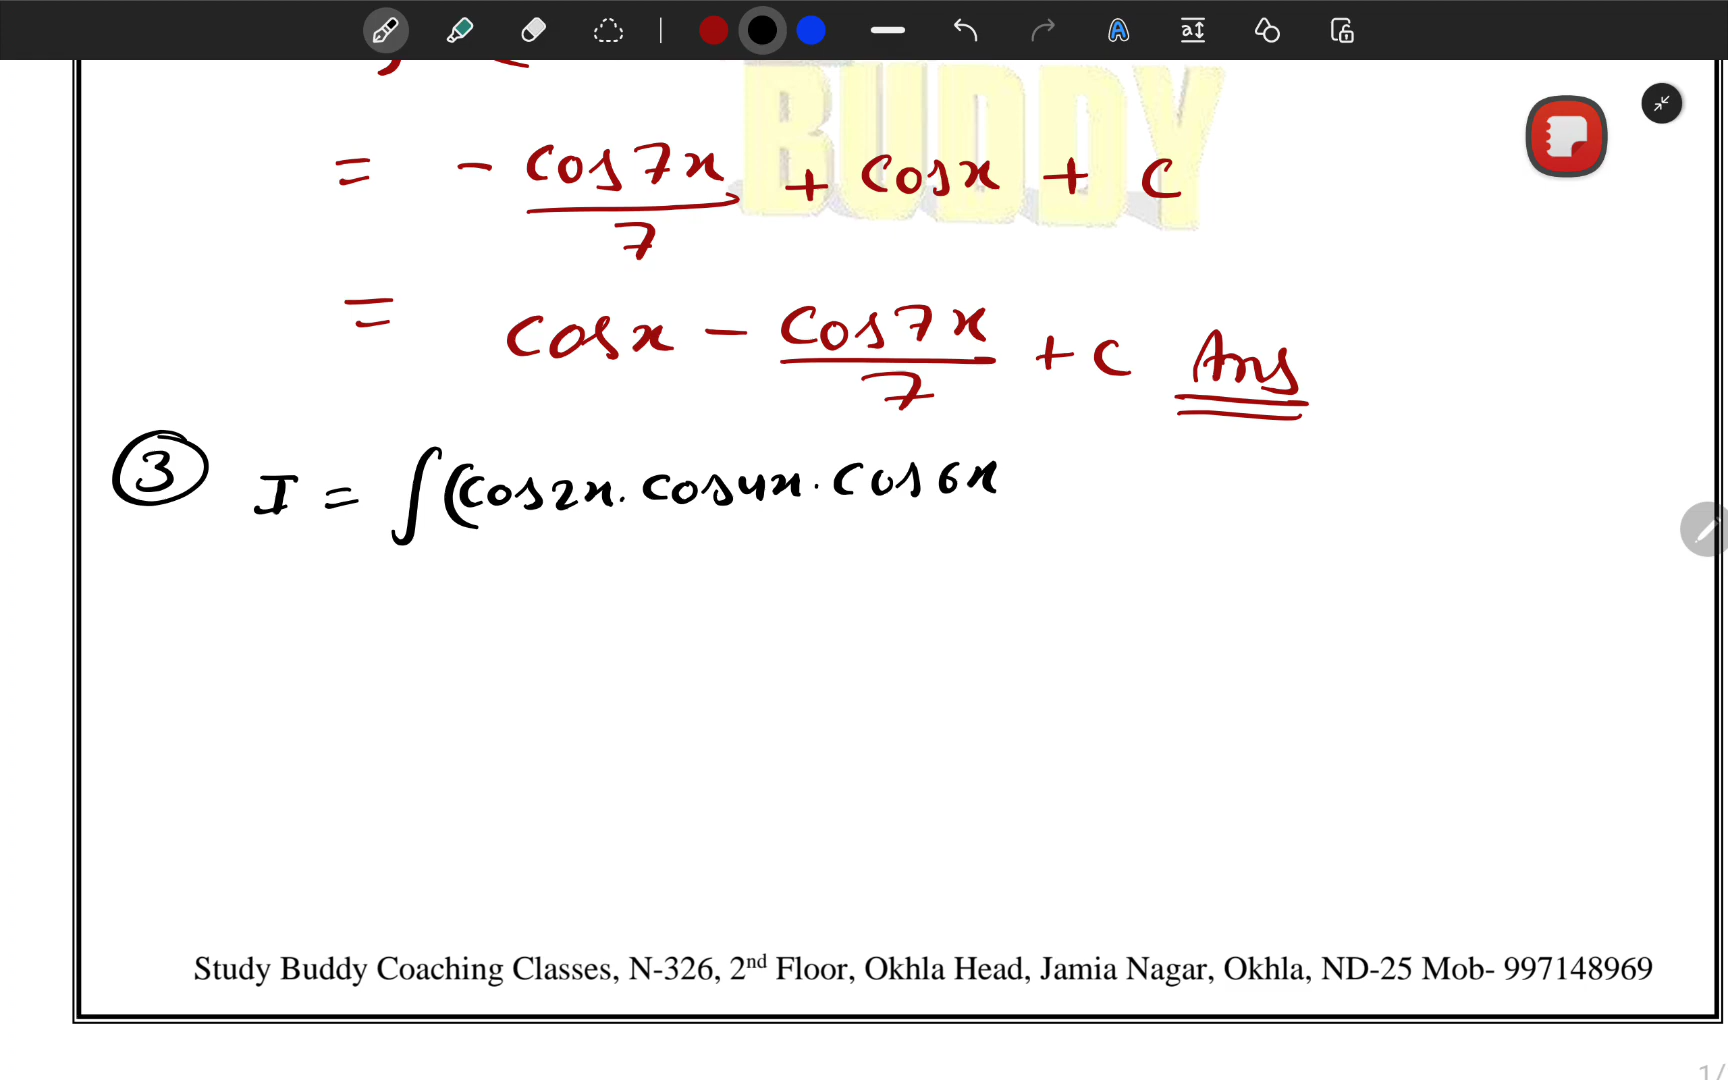 BUDDY
= - cos7x/7 + cosx + c
= cosx - cos7x/7 + c Ans
③ I = ∫(cos2x. cos4x. cos6x
Study Buddy Coaching Classes, N-326, 2nd Floor, Okhla Head, Jamia Nagar, Okhla, ND-25 Mob- 997148969